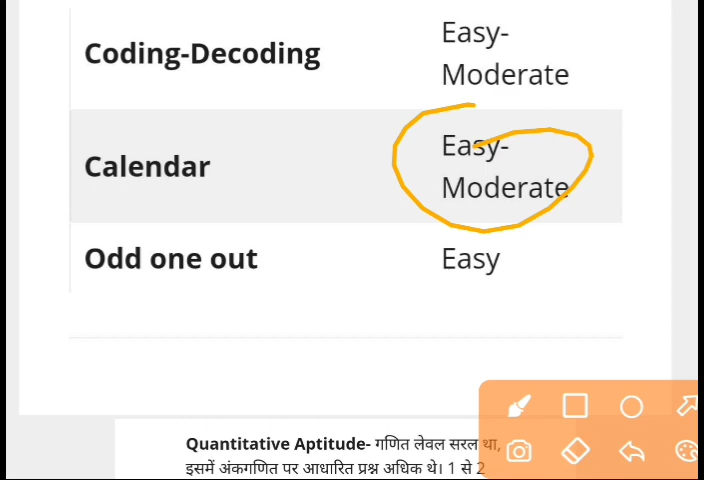 Coding-Decoding
Easy-
Moderate
Calendar
Easy-
Moderate
Odd one out
Easy
Quantitative Aptitude- गणित लेवल सरल था,
इसमें अंकगणित पर आधारित प्रश्न अधिक थे। 1 से 2